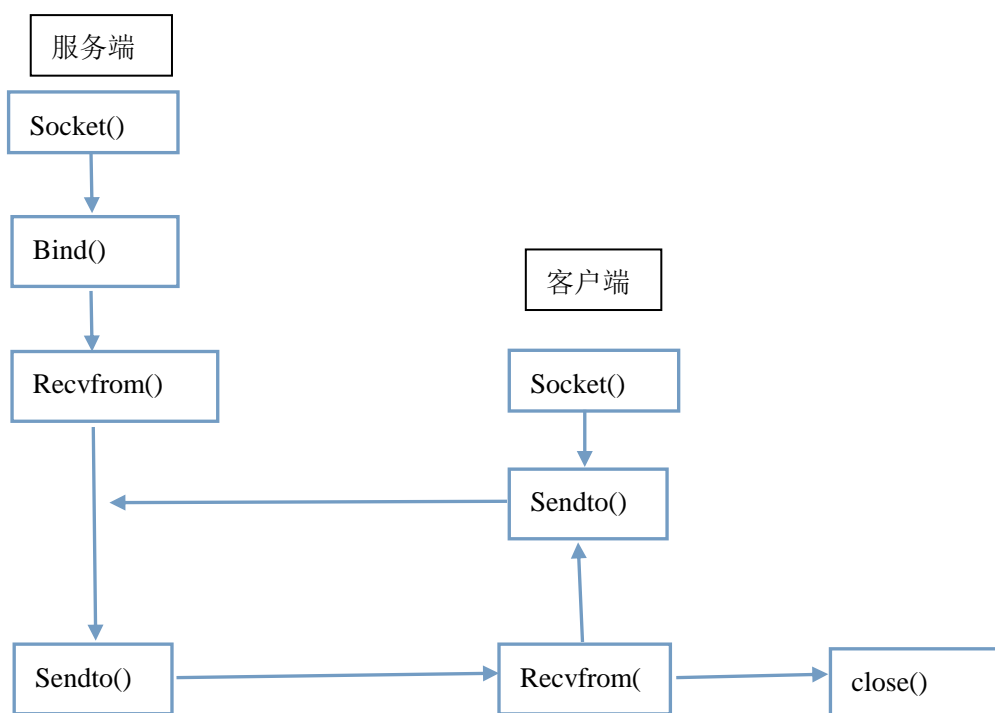 服务端
Socket()
Bind()
Recvfrom()
Sendto()
客户端
Socket()
Sendto()
Recvfrom(
close()